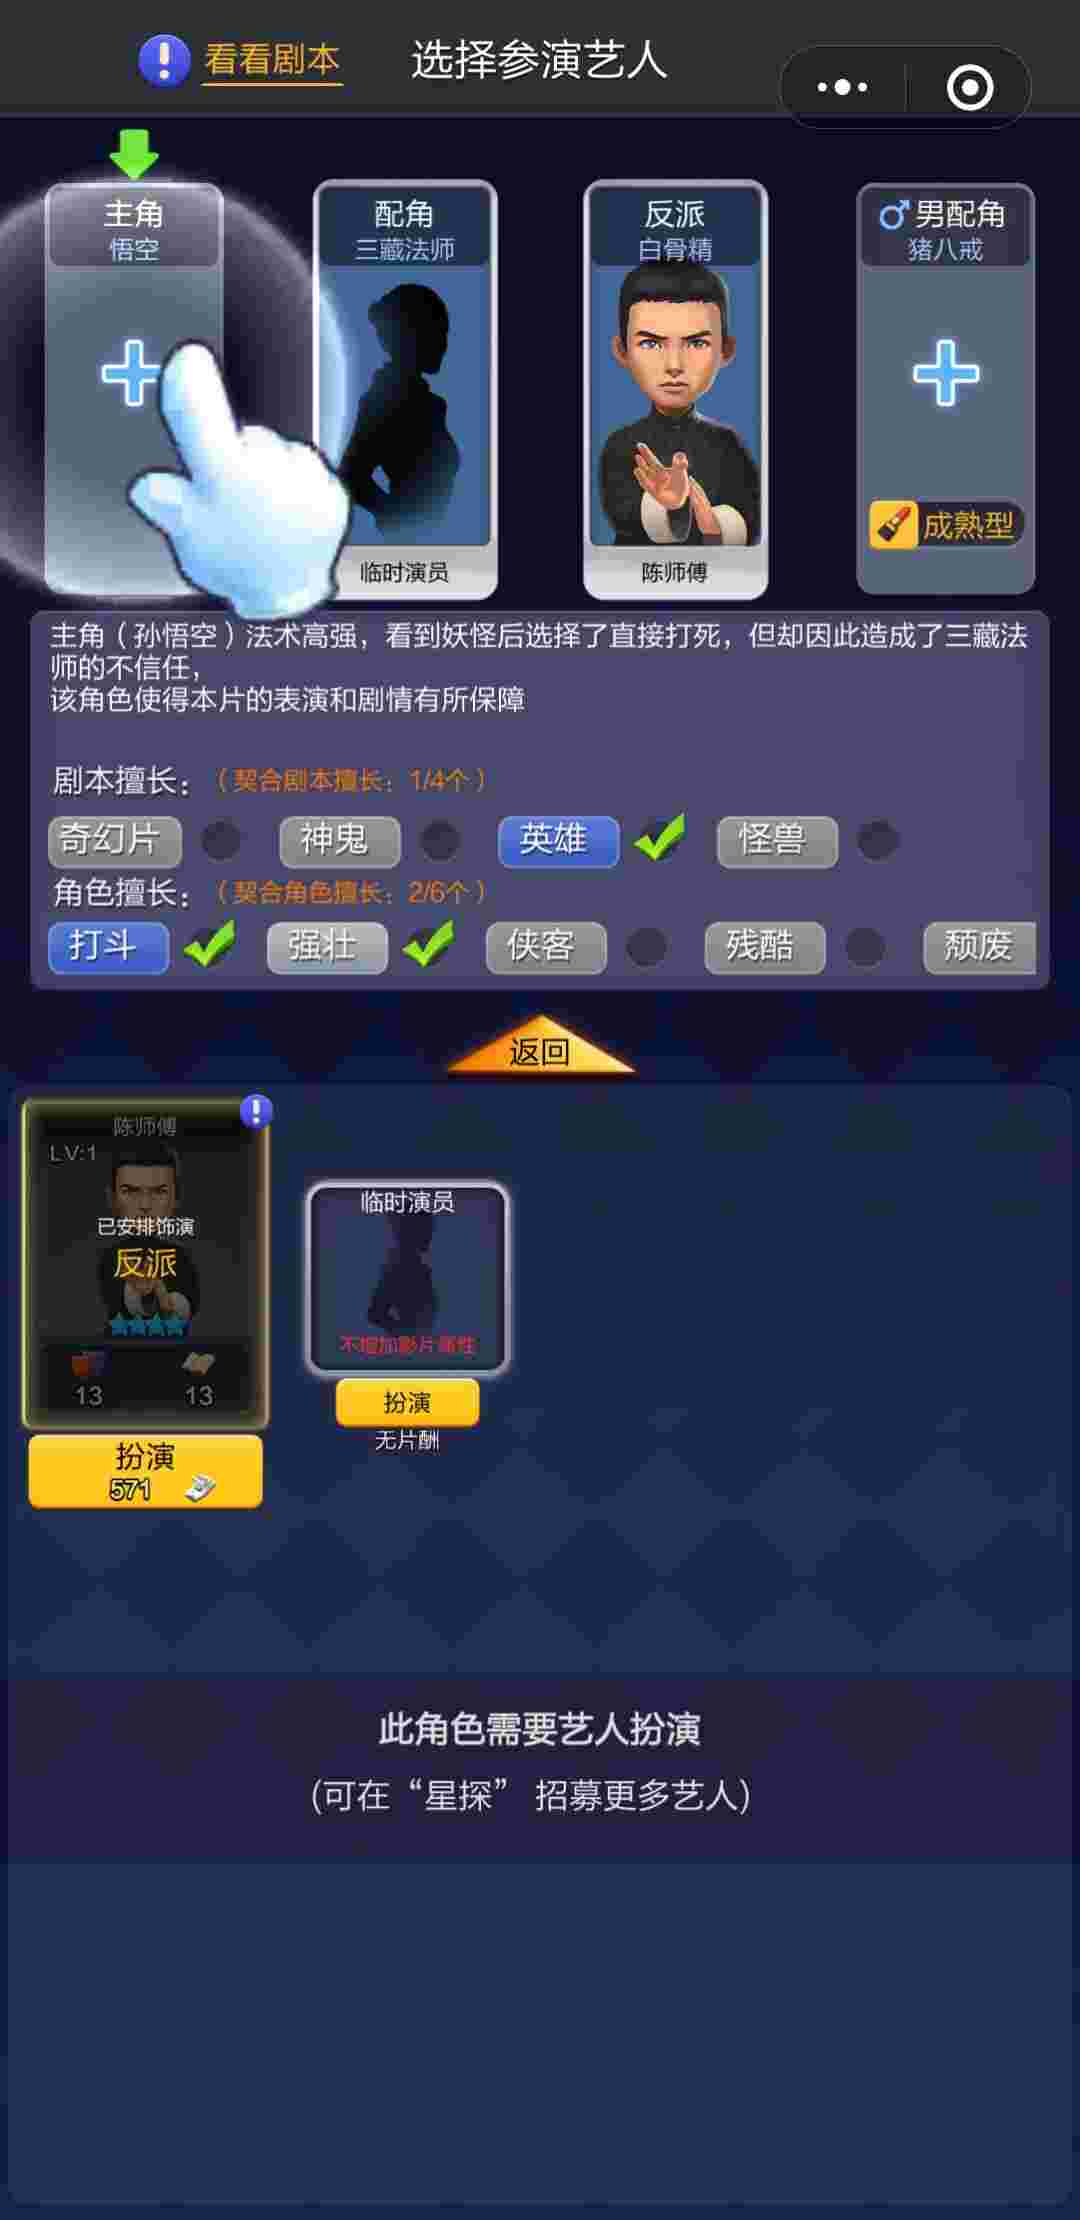 看看剧本
选择参演艺人
主角
悟空
配角
三藏法师
临时演员
反派
白骨精
陈师傅
男配角
猪八戒
成熟型
主角（孙悟空）法术高强，看到妖怪后选择了直接打死，但却因此造成了三藏法
师的不信任，
该角色使得本片的表演和剧情有所保障
剧本擅长：（契合剧本擅长：1/4个）
奇幻片 神鬼 英雄 怪兽
角色擅长：（契合角色擅长：2/6个）
打斗 强壮 侠客 残酷 颓废
返回
陈师傅
LV:1
已安排饰演
反派
13 13
扮演
571
临时演员
不增加影片属性
扮演
无片酬
此角色需要艺人扮演
(可在“星探” 招募更多艺人)